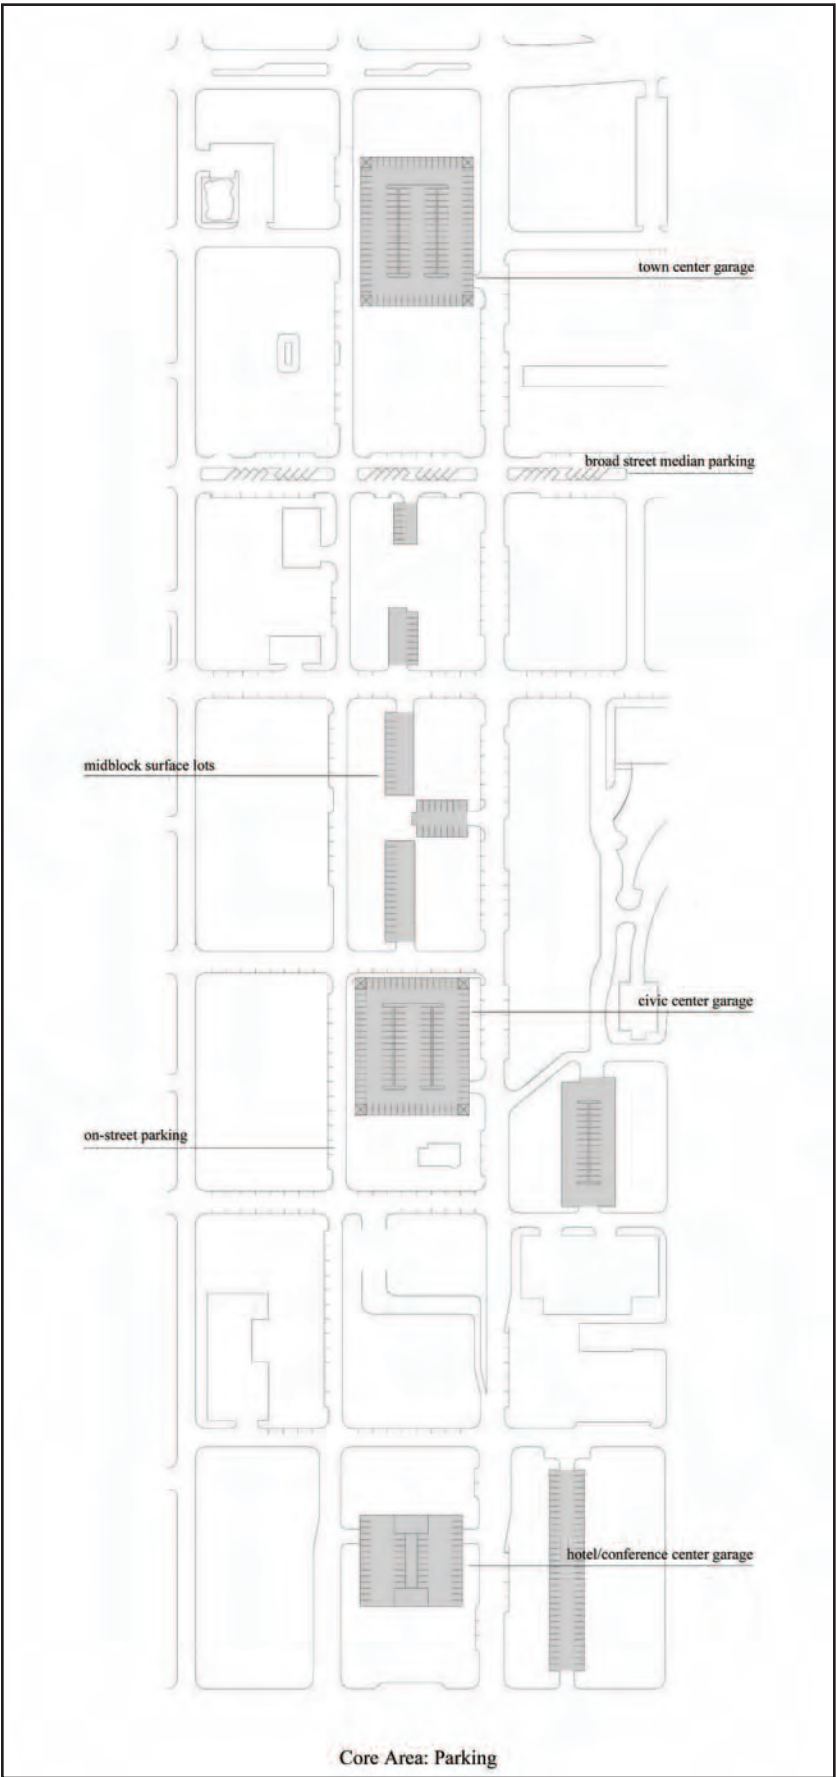 town center garage
broad street median parking
midblock surface lots
civic center garage
on-street parking
hotel/conference center garage
Core Area: Parking